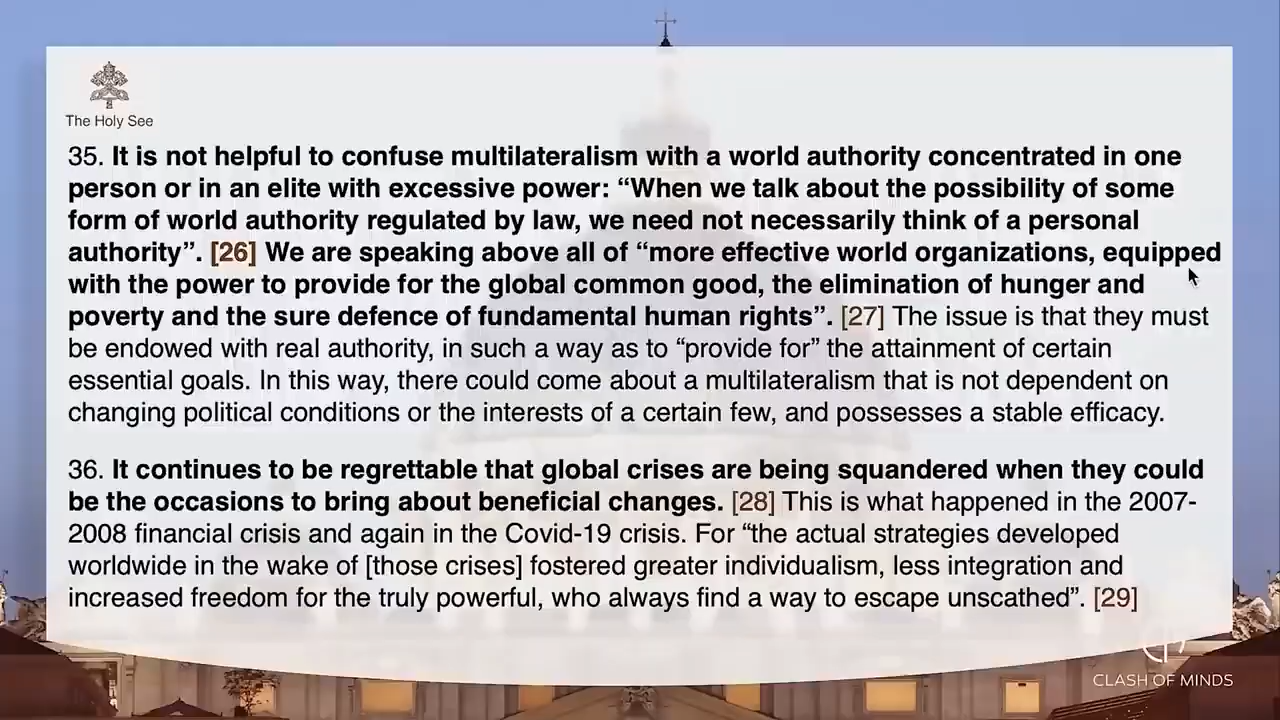 The Holy See
35. It is not helpful to confuse multilateralism with a world authority concentrated in one
person or in an elite with excessive power: “When we talk about the possibility of some
form of world authority regulated by law, we need not necessarily think of a personal
authority”. [26] We are speaking above all of “more effective world organizations, equipped
with the power to provide for the global common good, the elimination of hunger and
poverty and the sure defence of fundamental human rights”. [27] The issue is that they must
be endowed with real authority, in such a way as to “provide for” the attainment of certain
essential goals. In this way, there could come about a multilateralism that is not dependent on
changing political conditions or the interests of a certain few, and possesses a stable efficacy.
36. It continues to be regrettable that global crises are being squandered when they could
be the occasions to bring about beneficial changes. [28] This is what happened in the 2007-
2008 financial crisis and again in the Covid-19 crisis. For “the actual strategies developed
worldwide in the wake of [those crises] fostered greater individualism, less integration and
increased freedom for the truly powerful, who always find a way to escape unscathed”. [29]
CLASH OF MINDS